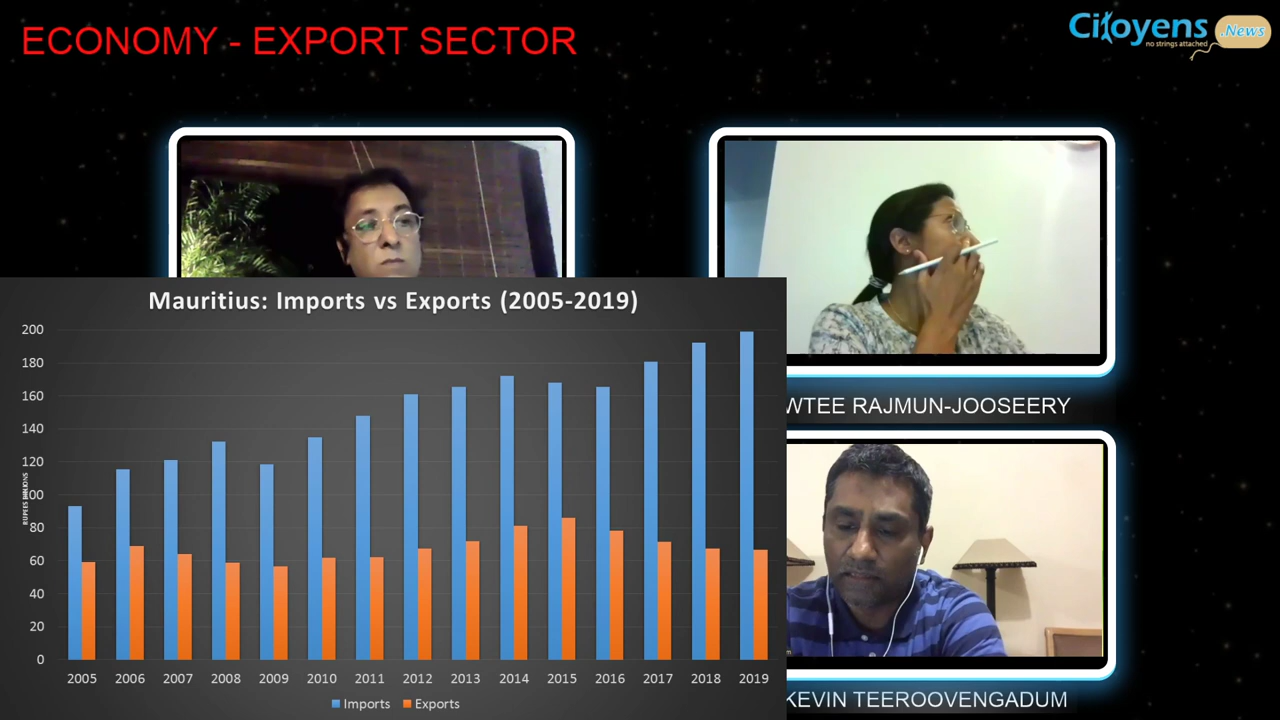 ECONOMY - EXPORT SECTOR
Citoyens .News
no strings attached
Mauritius: Imports vs Exports (2005-2019)
200
180
160
140
120
100
80
60
40
20
0
RUPEES BILLIONS
2005 2006 2007 2008 2009 2010 2011 2012 2013 2014 2015 2016 2017 2018 2019
Imports Exports
WTEE RAJMUN-JOOSEERY
KEVIN TEEROOVENGADUM